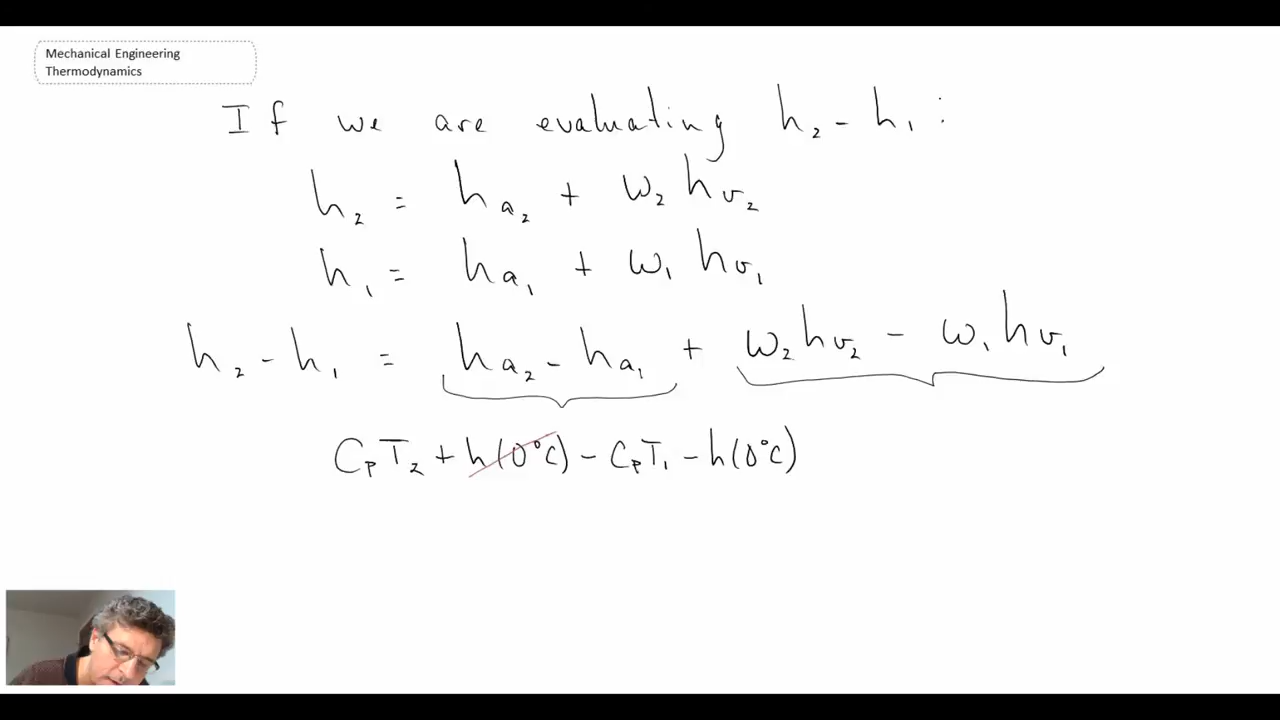 Mechanical Engineering
Thermodynamics
If we are evaluating h₂ - h₁ :
h₂ = hₐ₂ + ω₂ hᵥ₂
h₁ = hₐ₁ + ω₁ hᵥ₁
h₂ - h₁ = hₐ₂ - hₐ₁ + ω₂ hᵥ₂ - ω₁ hᵥ₁
CₚT₂ + h(0°C) - CₚT₁ - h(0°C)